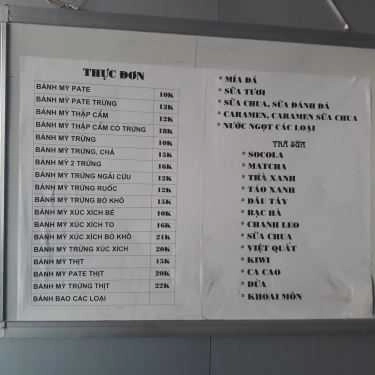 THỰC ĐƠN
BÁNH MỲ PATE 10K
BÁNH MỲ PATE TRỨNG 12K
BÁNH MỲ THẬP CẨM 12K
BÁNH MỲ THẬP CẨM CÓ TRỨNG 18K
BÁNH MỲ TRỨNG 10K
BÁNH MỲ TRỨNG, CHẢ 15K
BÁNH MỲ 2 TRỨNG 16K
BÁNH MỲ TRỨNG NGẢI CỨU 12K
BÁNH MỲ TRỨNG RUỐC 12K
BÁNH MỲ TRỨNG BÒ KHÔ 15K
BÁNH MỲ XÚC XÍCH BÉ 10K
BÁNH MỲ XÚC XÍCH TO 16K
BÁNH MỲ XÚC XÍCH BÒ KHÔ 21K
BÁNH MỲ TRỨNG XÚC XÍCH 20K
BÁNH MỲ THỊT 15K
BÁNH MỲ PATE THỊT 20K
BÁNH MỲ TRỨNG THỊT 22K
BÁNH BAO CÁC LOẠI
* MÍA ĐÁ
* SỮA TƯƠI
* SỮA CHUA, SỮA ĐÁNH ĐÁ
* CARAMEN, CARAMEN SỮA CHUA
* NƯỚC NGỌT CÁC LOẠI
TRÀ SỮA
* SOCOLA
* MATCHA
* THÀ XANH
* TÁO XANH
* DÂU TÂY
* BẠC HÀ
* CHANH LEO
* SỮA CHUA
* VIỆT QUẤT
* KIWI
* CA CAO
* DỪA
* KHOAI MÔN